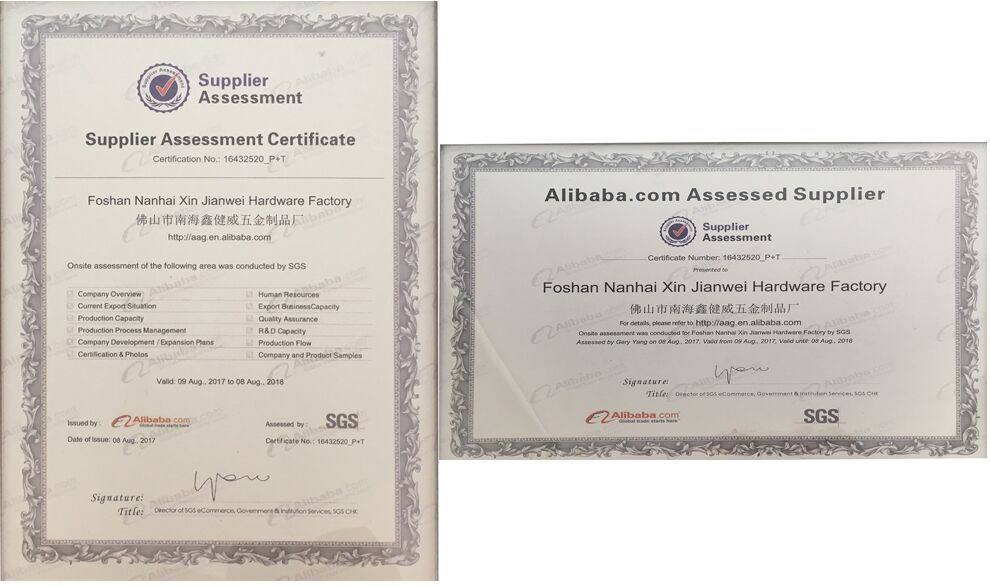 Supplier Assessment
Supplier
Assessment
Supplier Assessment Certificate
Certification No.: 16432520_P+T
Foshan Nanhai Xin Jianwei Hardware Factory
佛山市南海鑫健威五金制品厂
http://aag.en.alibaba.com
Onsite assessment of the following area was conducted by SGS
Company Overview
Human Resources
Current Export Situation
Export BusinessCapacity
Production Capacity
Quality Assurance
Production Process Management
R&D Capacity
Company Development / Expansion Plans
Production Flow
Certification & Photos
Company and Product Samples
Valid: 09 Aug., 2017 to 08 Aug., 2018
Issued by : Alibaba.com
Global trade starts here
Assessed by : SGS
Date of Issue: 08 Aug., 2017
Certificate No.: 16432520_P+T
Signature:
Title: Director of SGS eCommerce, Government & Institution Services, SGS CHK
Alibaba.com Assessed Supplier
Supplier
Assessment
Certificate Number: 16432520_P+T
Presented to
Foshan Nanhai Xin Jianwei Hardware Factory
佛山市南海鑫健威五金制品厂
For details, please refer to http://aag.en.alibaba.com
Onsite assessment was conducted for Foshan Nanhai Xin Jianwei Hardware Factory by SGS
Assessed by Gary Yang on 08 Aug., 2017. Valid from 09 Aug., 2017, Valid until: 08 Aug., 2018
Signature:
Title: Director of SGS eCommerce, Government & Institution Services, SGS CHK
Alibaba.com
Global trade starts here
SGS